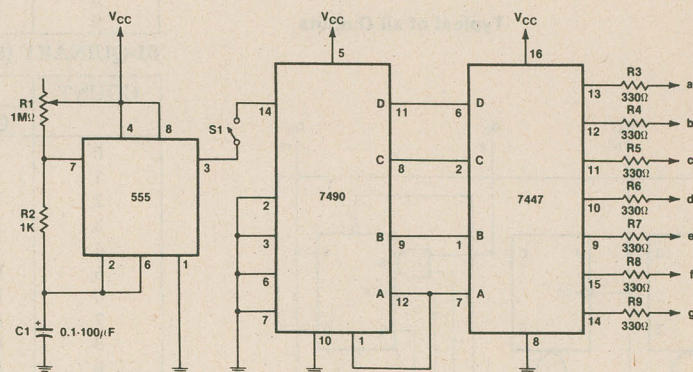 VCC
VCC
VCC
R1
1MΩ
4
8
7
3
555
R2
1K
2
6
1
C1
+
0.1-100μF
S1
5
14
D
11
C
8
7490
2
3
B
9
6
A
12
7
10
1
16
6
D
2
C
7447
1
B
7
A
8
13
R3
330Ω
a
12
R4
330Ω
b
11
R5
330Ω
c
10
R6
330Ω
d
9
R7
330Ω
e
15
R8
330Ω
f
14
R9
330Ω
g